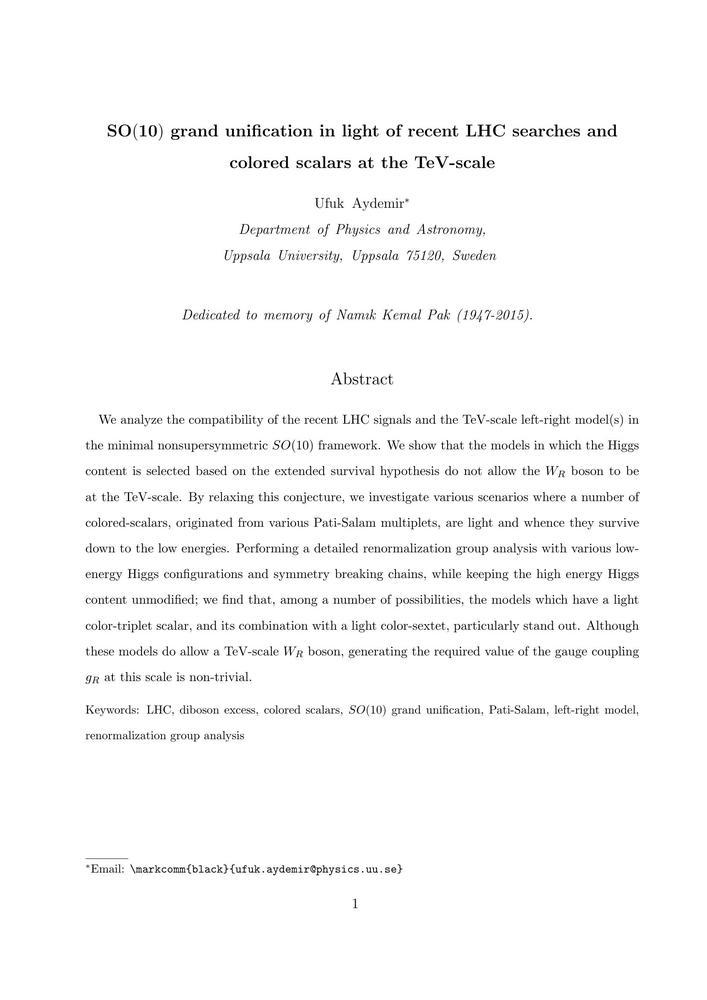 SO(10) grand unification in light of recent LHC searches and
colored scalars at the TeV-scale
Ufuk Aydemir*
Department of Physics and Astronomy,
Uppsala University, Uppsala 75120, Sweden
Dedicated to memory of Namık Kemal Pak (1947-2015).
Abstract
We analyze the compatibility of the recent LHC signals and the TeV-scale left-right model(s) in
the minimal nonsupersymmetric SO(10) framework. We show that the models in which the Higgs
content is selected based on the extended survival hypothesis do not allow the W_R boson to be
at the TeV-scale. By relaxing this conjecture, we investigate various scenarios where a number of
colored-scalars, originated from various Pati-Salam multiplets, are light and whence they survive
down to the low energies. Performing a detailed renormalization group analysis with various low-
energy Higgs configurations and symmetry breaking chains, while keeping the high energy Higgs
content unmodified; we find that, among a number of possibilities, the models which have a light
color-triplet scalar, and its combination with a light color-sextet, particularly stand out. Although
these models do allow a TeV-scale W_R boson, generating the required value of the gauge coupling
g_R at this scale is non-trivial.
Keywords: LHC, diboson excess, colored scalars, SO(10) grand unification, Pati-Salam, left-right model,
renormalization group analysis
*Email: \markcomm{black}{ufuk.aydemir@physics.uu.se}
1